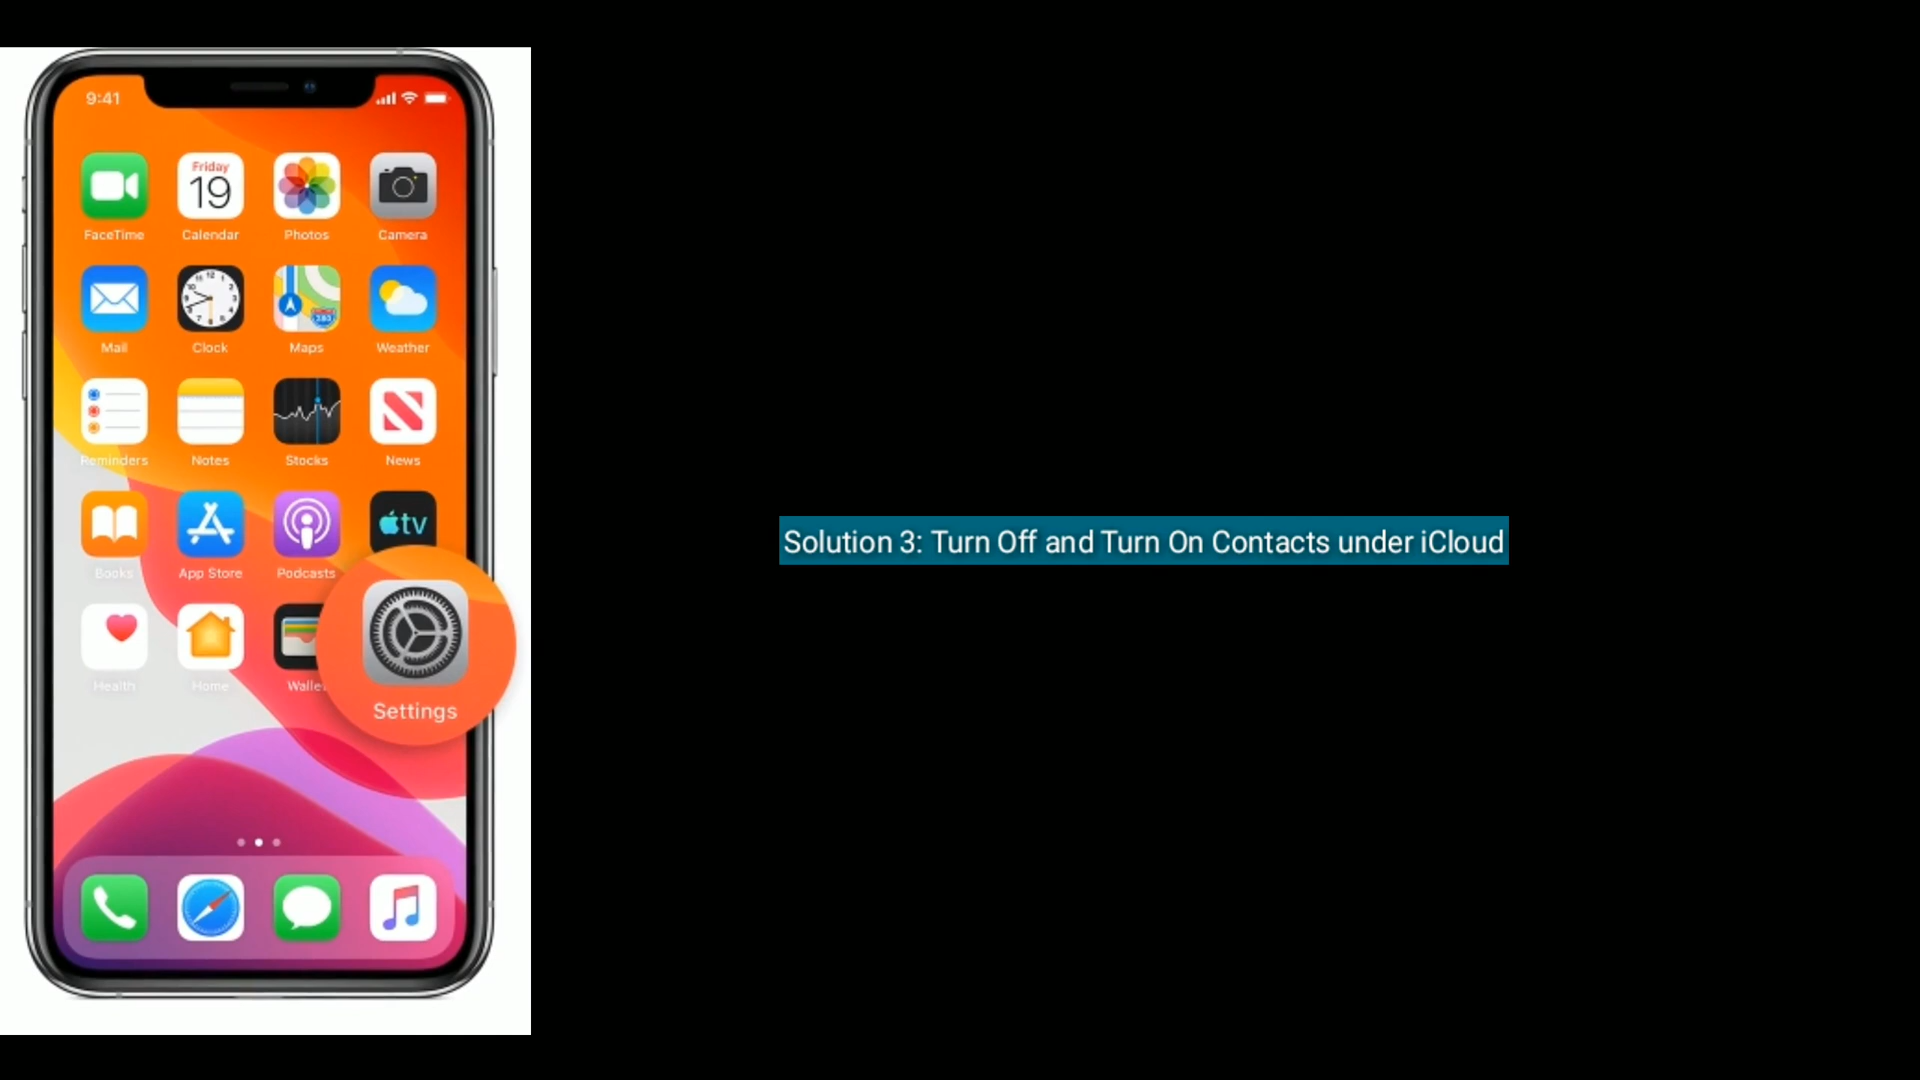 9:41
FaceTime
Friday
19
Calendar
Photos
Camera
Mail
Clock
Maps
Weather
Reminders
Notes
Stocks
News
Books
App Store
Podcasts
tv
Health
Home
Settings
Solution 3: Turn Off and Turn On Contacts under iCloud